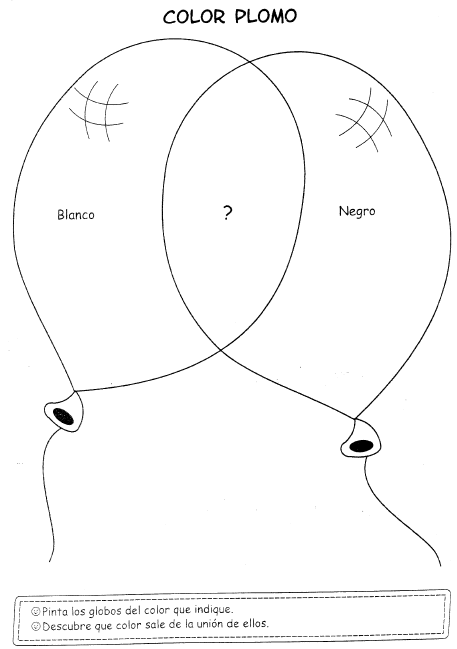 COLOR PLOMO
Blanco
?
Negro
Pinta los globos del color que indique.
Descubre que color sale de la unión de ellos.